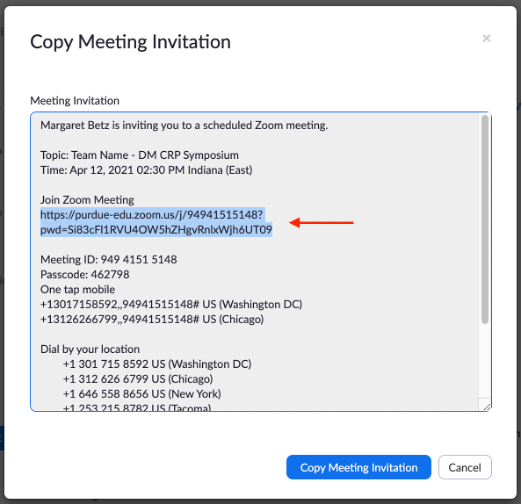 Copy Meeting Invitation
×
Meeting Invitation
Margaret Betz is inviting you to a scheduled Zoom meeting.
Topic: Team Name - DM CRP Symposium
Time: Apr 12, 2021 02:30 PM Indiana (East)
Join Zoom Meeting
https://purdue-edu.zoom.us/j/94941515148?
pwd=Si83cFI1RVU4OW5hZHgvRnlxWjh6UT09
Meeting ID: 949 4151 5148
Passcode: 462798
One tap mobile
+13017158592,,94941515148# US (Washington DC)
+13126266799,,94941515148# US (Chicago)
Dial by your location
+1 301 715 8592 US (Washington DC)
+1 312 626 6799 US (Chicago)
+1 646 558 8656 US (New York)
+1 253 215 8782 US (Tacoma)
Copy Meeting Invitation
Cancel